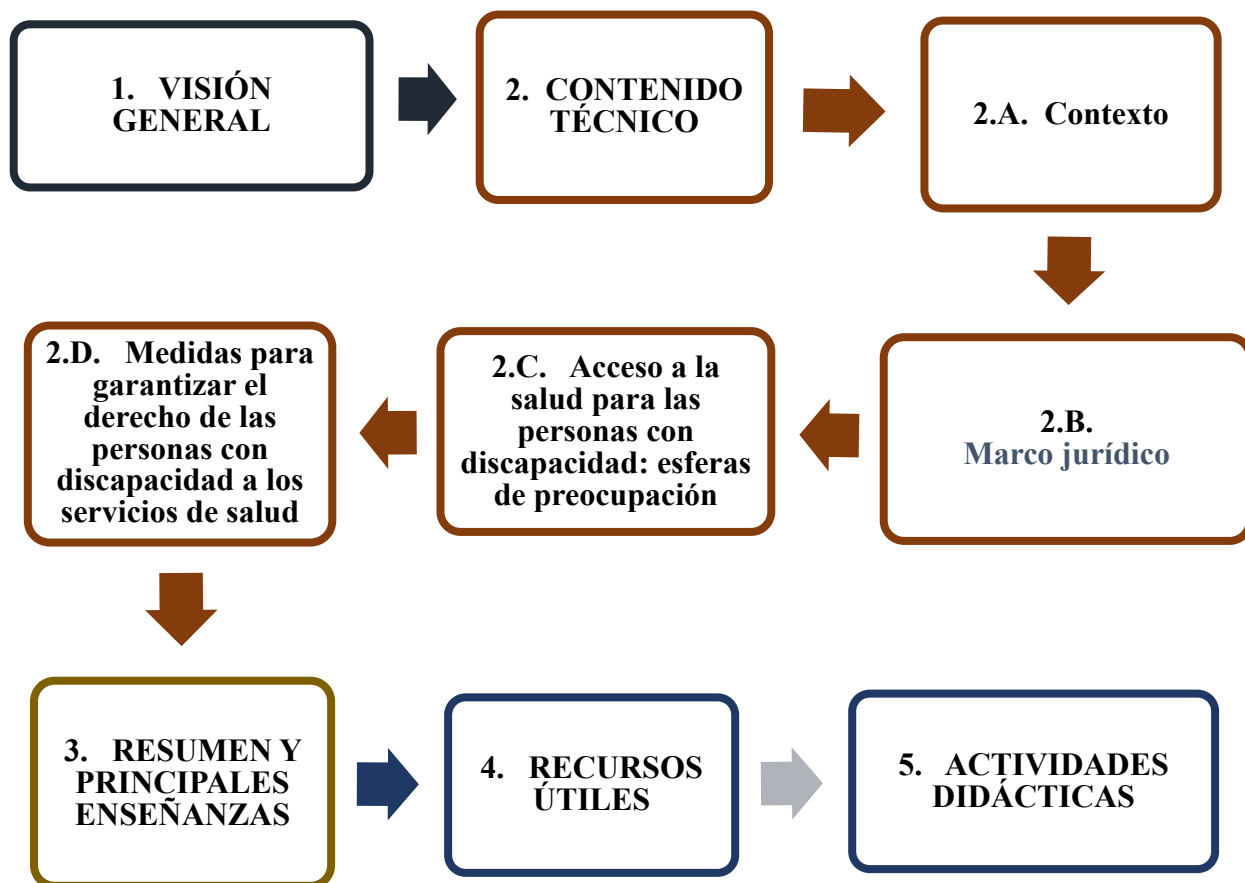 1. VISIÓN
GENERAL
2. CONTENIDO
TÉCNICO
2.A. Contexto
2.B.
Marco jurídico
2.C. Acceso a la
salud para las
personas con
discapacidad: esferas
de preocupación
2.D. Medidas para
garantizar el
derecho de las
personas con
discapacidad a los
servicios de salud
3. RESUMEN Y
PRINCIPALES
ENSEÑANZAS
4. RECURSOS
ÚTILES
5. ACTIVIDADES
DIDÁCTICAS